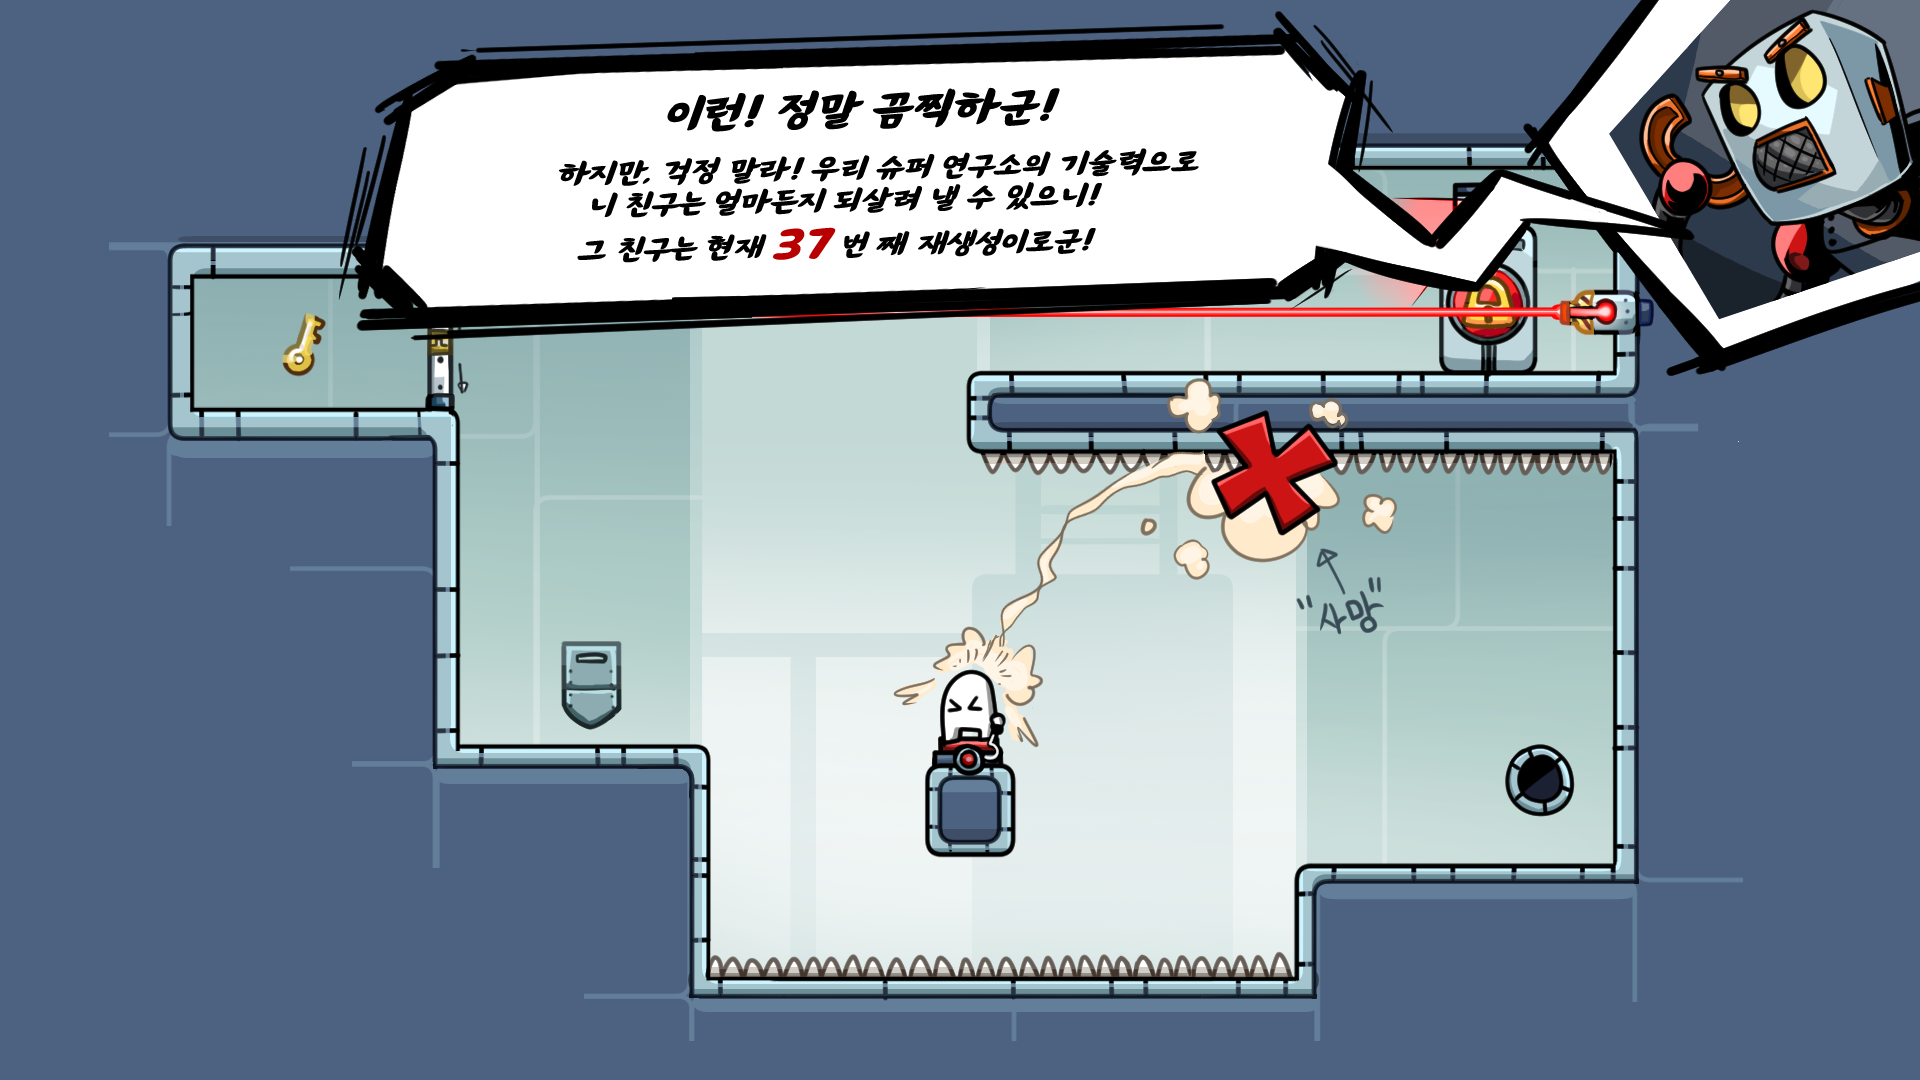 이런! 정말 끔찍하군!
하지만, 걱정 말라! 우리 슈퍼 연구소의 기술력으로
니 친구는 얼마든지 되살려 낼 수 있으니!
그 친구는 현재 37 번 째 재생성이로군!
"사망"